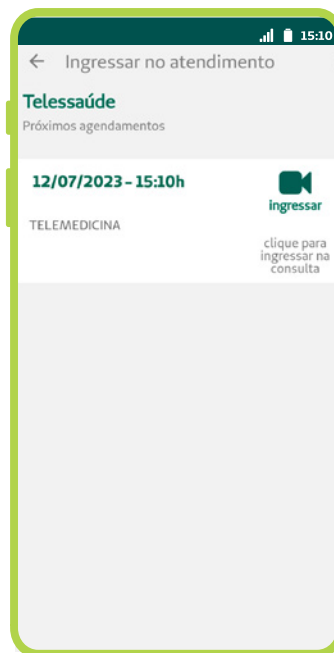 15:10
← Ingressar no atendimento
Telessaúde
Próximos agendamentos
12/07/2023 – 15:10h
ingressar
TELEMEDICINA
clique para
ingressar na
consulta